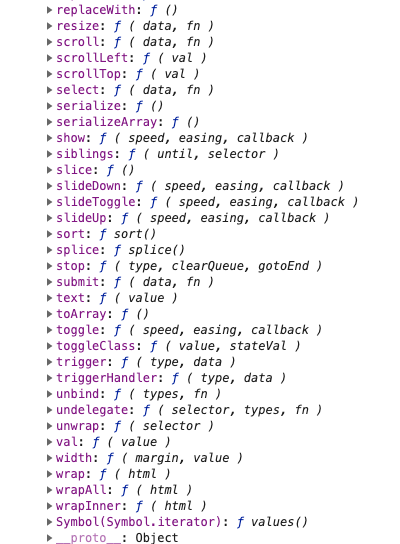 replaceWith: ƒ ()
resize: ƒ ( data, fn )
scroll: ƒ ( data, fn )
scrollLeft: ƒ ( val )
scrollTop: ƒ ( val )
select: ƒ ( data, fn )
serialize: ƒ ()
serializeArray: ƒ ()
show: ƒ ( speed, easing, callback )
siblings: ƒ ( until, selector )
slice: ƒ ()
slideDown: ƒ ( speed, easing, callback )
slideToggle: ƒ ( speed, easing, callback )
slideUp: ƒ ( speed, easing, callback )
sort: ƒ sort()
splice: ƒ splice()
stop: ƒ ( type, clearQueue, gotoEnd )
submit: ƒ ( data, fn )
text: ƒ ( value )
toArray: ƒ ()
toggle: ƒ ( speed, easing, callback )
toggleClass: ƒ ( value, stateVal )
trigger: ƒ ( type, data )
triggerHandler: ƒ ( type, data )
unbind: ƒ ( types, fn )
undelegate: ƒ ( selector, types, fn )
unwrap: ƒ ( selector )
val: ƒ ( value )
width: ƒ ( margin, value )
wrap: ƒ ( html )
wrapAll: ƒ ( html )
wrapInner: ƒ ( html )
Symbol(Symbol.iterator): ƒ values()
__proto__: Object